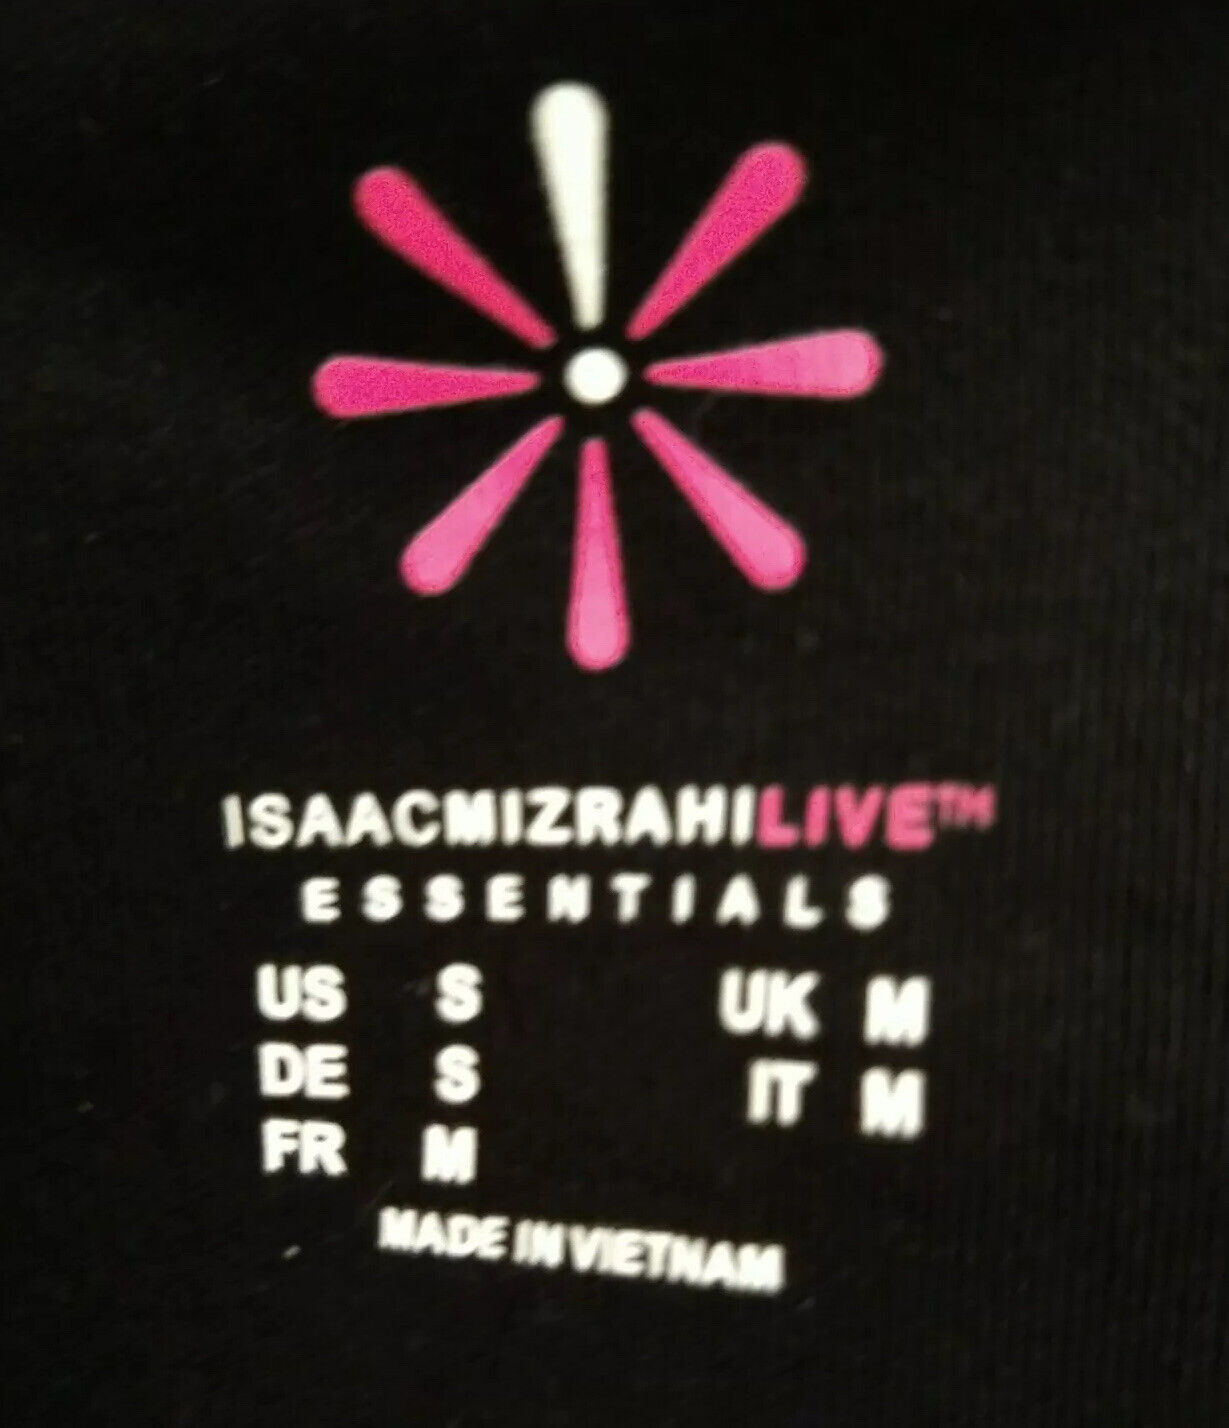 ISAACMIZRAHILIVE™
ESSENTIALS
US S UK M
DE S IT M
FR M
MADE IN VIETNAM